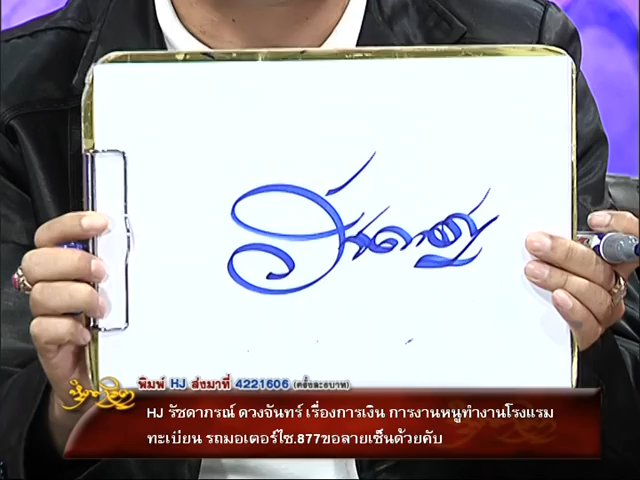 พิมพ์ HJ ส่งมาที่ 4221606 (ครั้งละ๖บาท)
HJ รัชดาภรณ์ ดวงจันทร์ เรื่องการเงิน การงานหนูทำงานโรงแรม
ทะเบียน รถมอเตอร์ไซ.877ขอลายเซ็นด้วยคับ